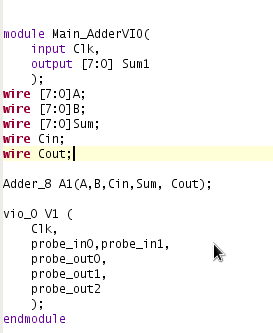 module Main_AdderVIO(
input Clk,
output [7:0] Sum1
);
wire [7:0]A;
wire [7:0]B;
wire [7:0]Sum;
wire Cin;
wire Cout;
Adder_8 A1(A,B,Cin,Sum, Cout);
vio_0 V1 (
Clk,
probe_in0,probe_in1,
probe_out0,
probe_out1,
probe_out2
);
endmodule